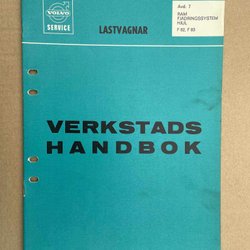 VOLVO
SERVICE
LASTVAGNAR
Avd. 7
RAM
FJÄDRINGSSYSTEM
HJUL
F 82, F 83
VERKSTADS
HANDBOK